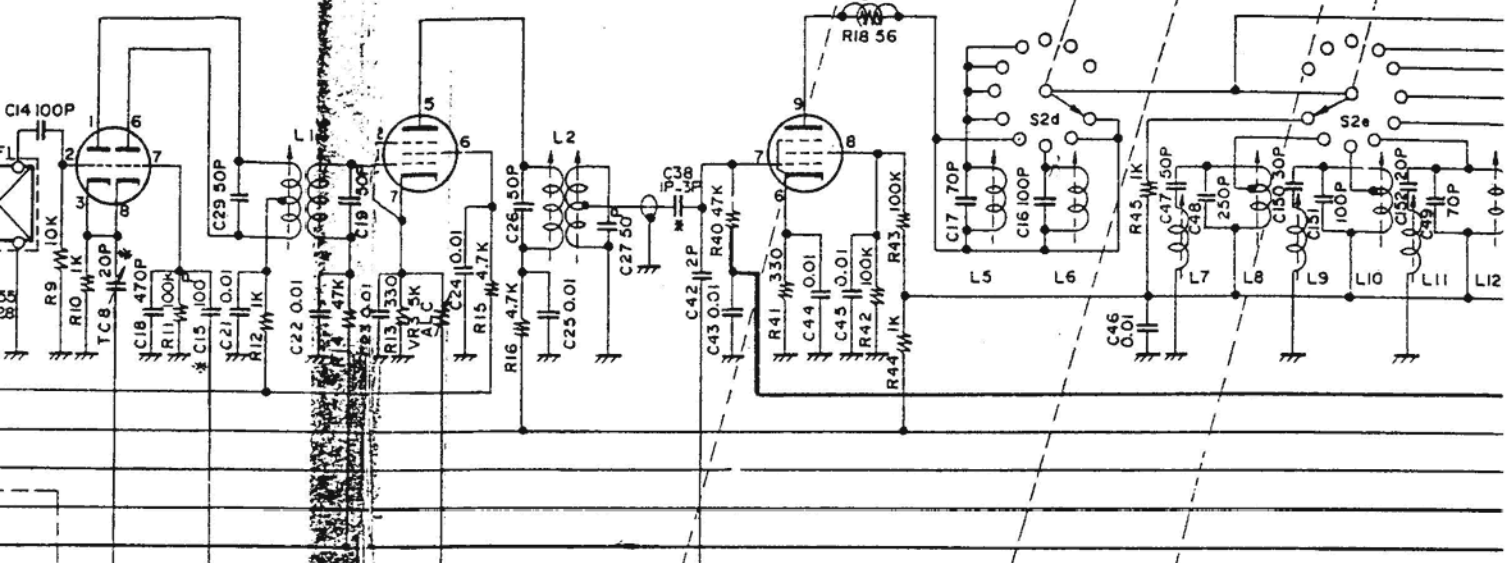 R18 56
C14 100P
F1
1
6
2
7
3
8
L1
C29 50P
10K
R9
1K
R10
20P
TC8
*
470P
C18
100K
R11
P
100
C15
*
0.01
C21
1K
R12
0.01
C22
47K
R14
50P
C19
0.01
5
2
6
7
330
R13
5K
VR3
ALC
0.01
C24
4.7K
R15
L2
50P
C26
4.7K
R16
C25 0.01
C27 50P
C38
1P-3P
*
2P
C42
47K
R40
C43 0.01
9
7
8
6
330
R41
0.01
C44
0.01
C45
100K
R42
100K
R43
1K
R44
C17 70P
L5
C16 100P
L6
S2d
S2e
1K
R45
C46
0.01
50P
C47
L7
250P
C48
L8
30P
C150
L9
100P
C151
L10
20P
C152
L11
70P
C49
L12